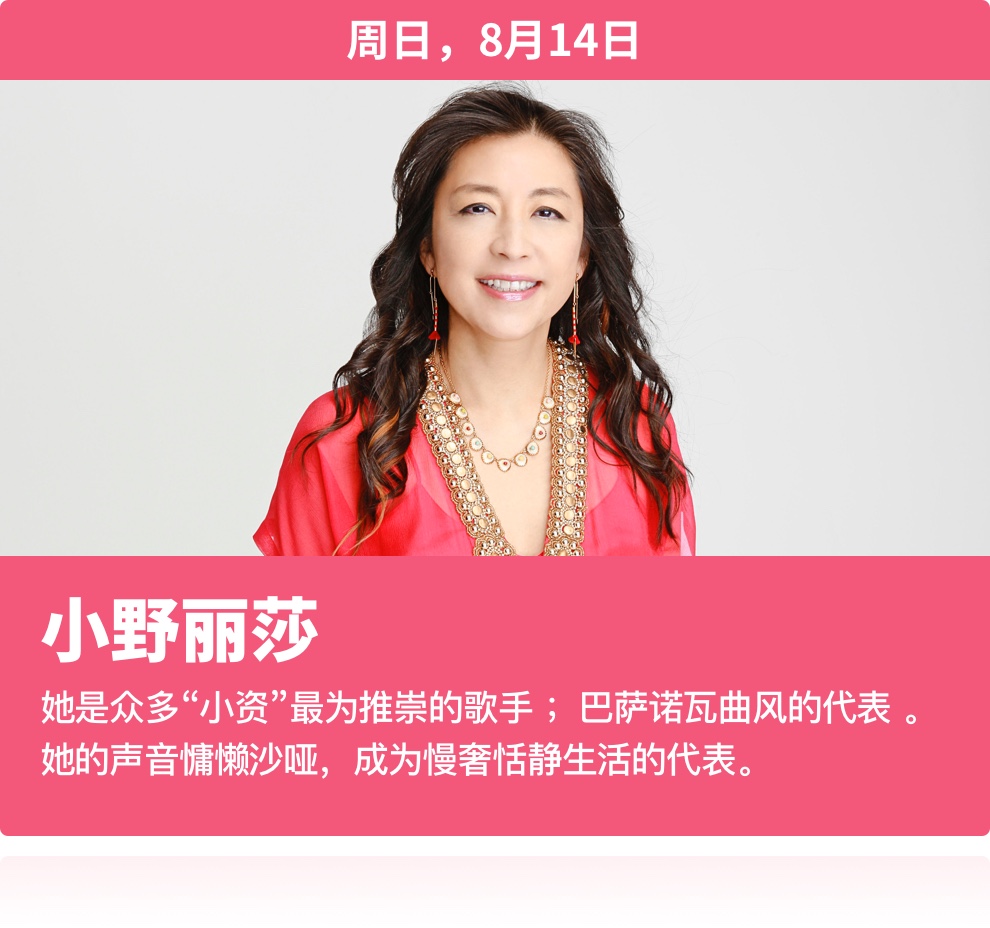 周日，8月14日
小野丽莎
她是众多“小资”最为推崇的歌手 ；巴萨诺瓦曲风的代表 。
她的声音慵懒沙哑，成为慢奢恬静生活的代表。